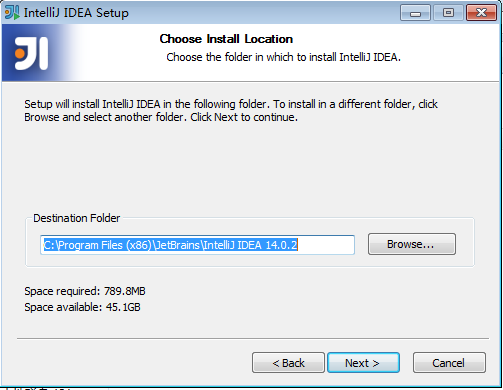 IntelliJ IDEA Setup
Choose Install Location
Choose the folder in which to install IntelliJ IDEA.
Setup will install IntelliJ IDEA in the following folder. To install in a different folder, click
Browse and select another folder. Click Next to continue.
Destination Folder
C:\Program Files (x86)\JetBrains\IntelliJ IDEA 14.0.2
Browse...
Space required: 789.8MB
Space available: 45.1GB
< Back
Next >
Cancel